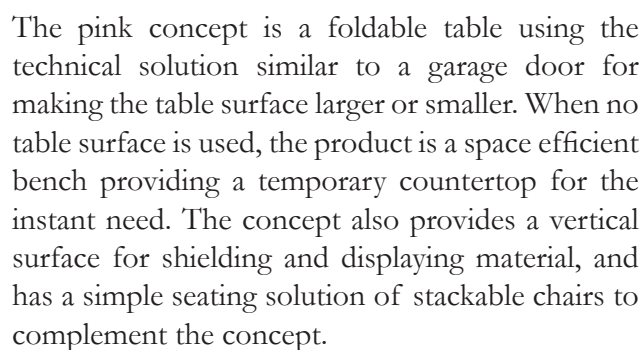 The pink concept is a foldable table using the
technical solution similar to a garage door for
making the table surface larger or smaller. When no
table surface is used, the product is a space efficient
bench providing a temporary countertop for the
instant need. The concept also provides a vertical
surface for shielding and displaying material, and
has a simple seating solution of stackable chairs to
complement the concept.